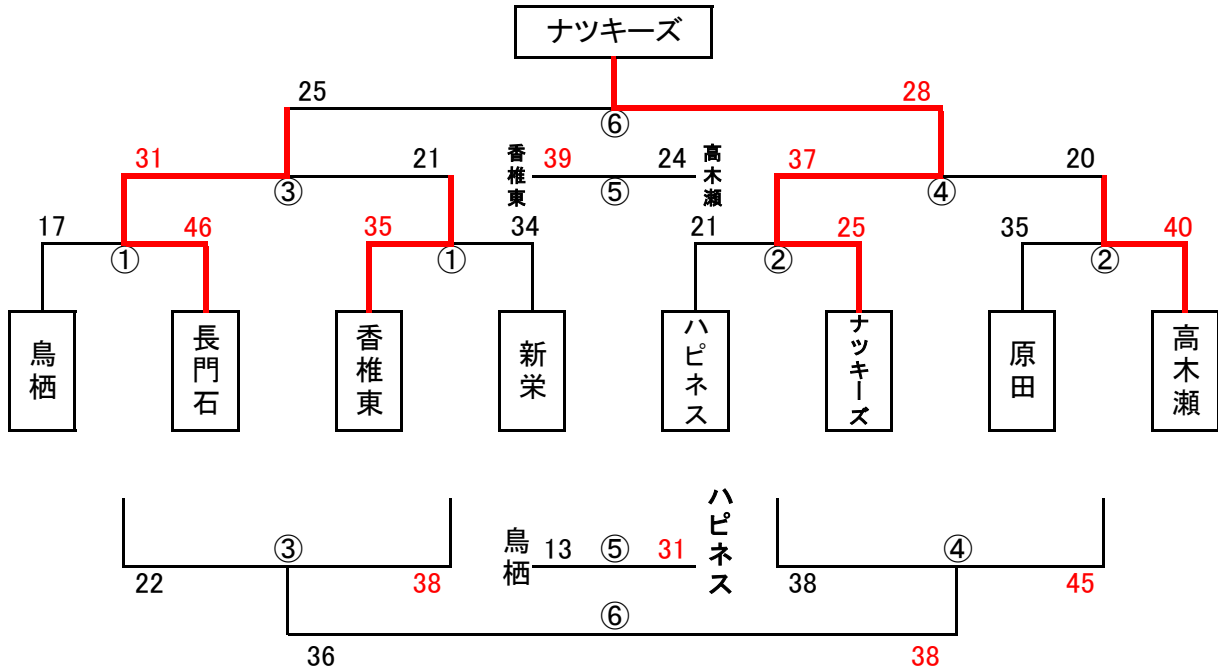 ナツキーズ
25
28
⑥
31
21
香椎東
39
24
高木瀬
37
20
③
⑤
④
17
46
35
34
21
25
35
40
①
①
②
②
鳥栖
長門石
香椎東
新栄
ハピネス
ナツキーズ
原田
高木瀬
③
鳥栖
13
⑤
31
ハピネス
④
22
38
38
45
⑥
36
38